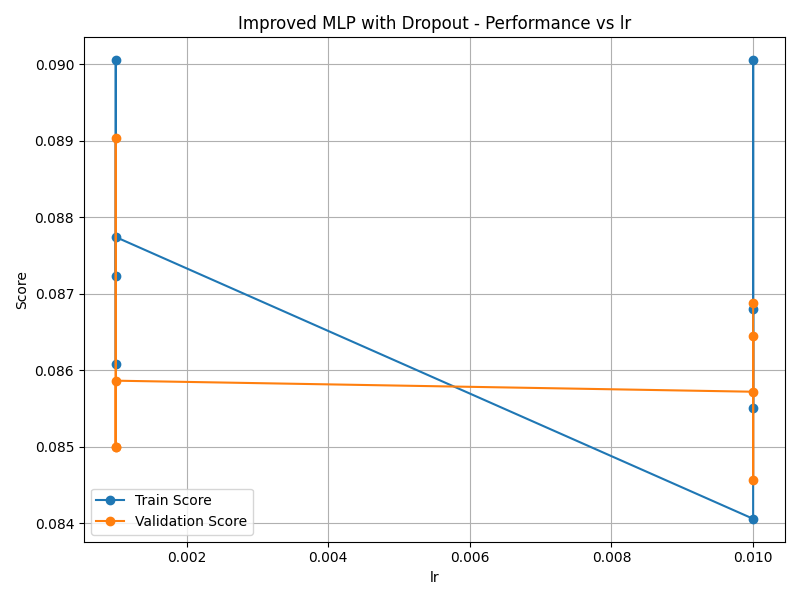 Improved MLP with Dropout - Performance vs lr
0.090
0.089
0.088
0.087
0.086
0.085
0.084
Score
Train Score
Validation Score
0.002 0.004 0.006 0.008 0.010
lr